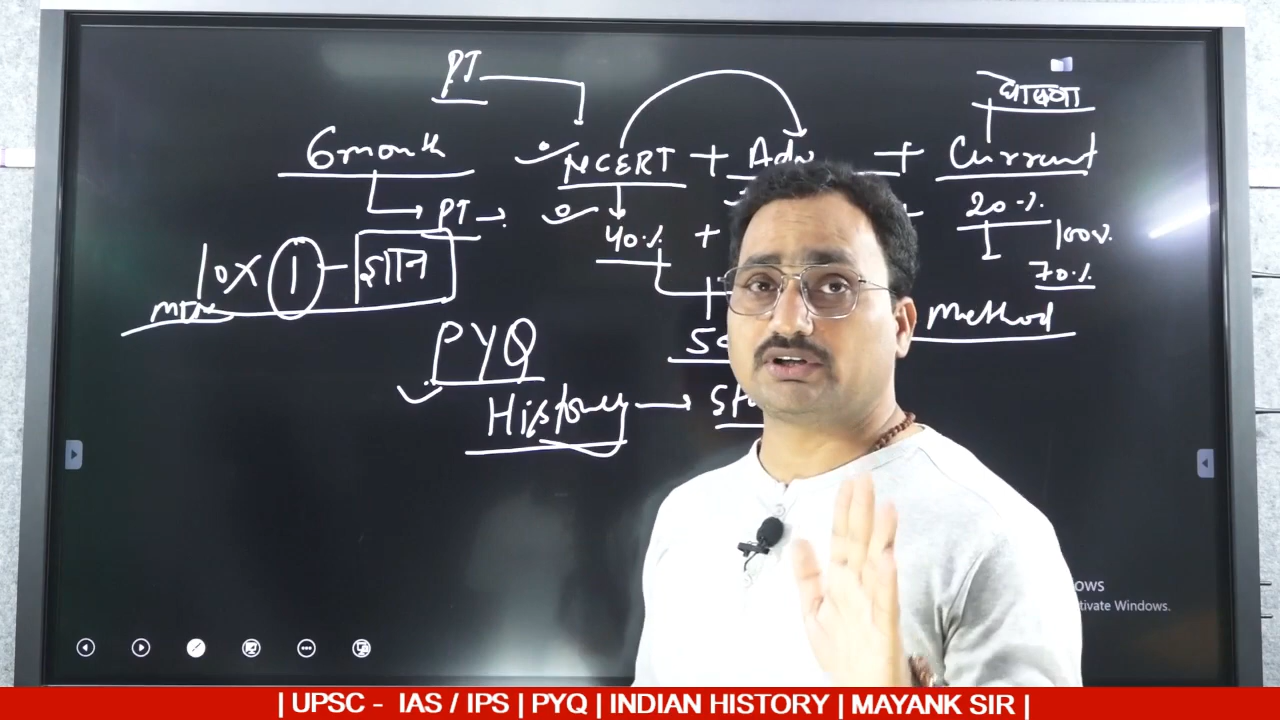 PT
6 month
NCERT + Adv + Current
PT
40% +
20%
100%
70%
10x 1 - ज्ञान
Method
PYQ
History
| UPSC - IAS / IPS | PYQ | INDIAN HISTORY | MAYANK SIR |